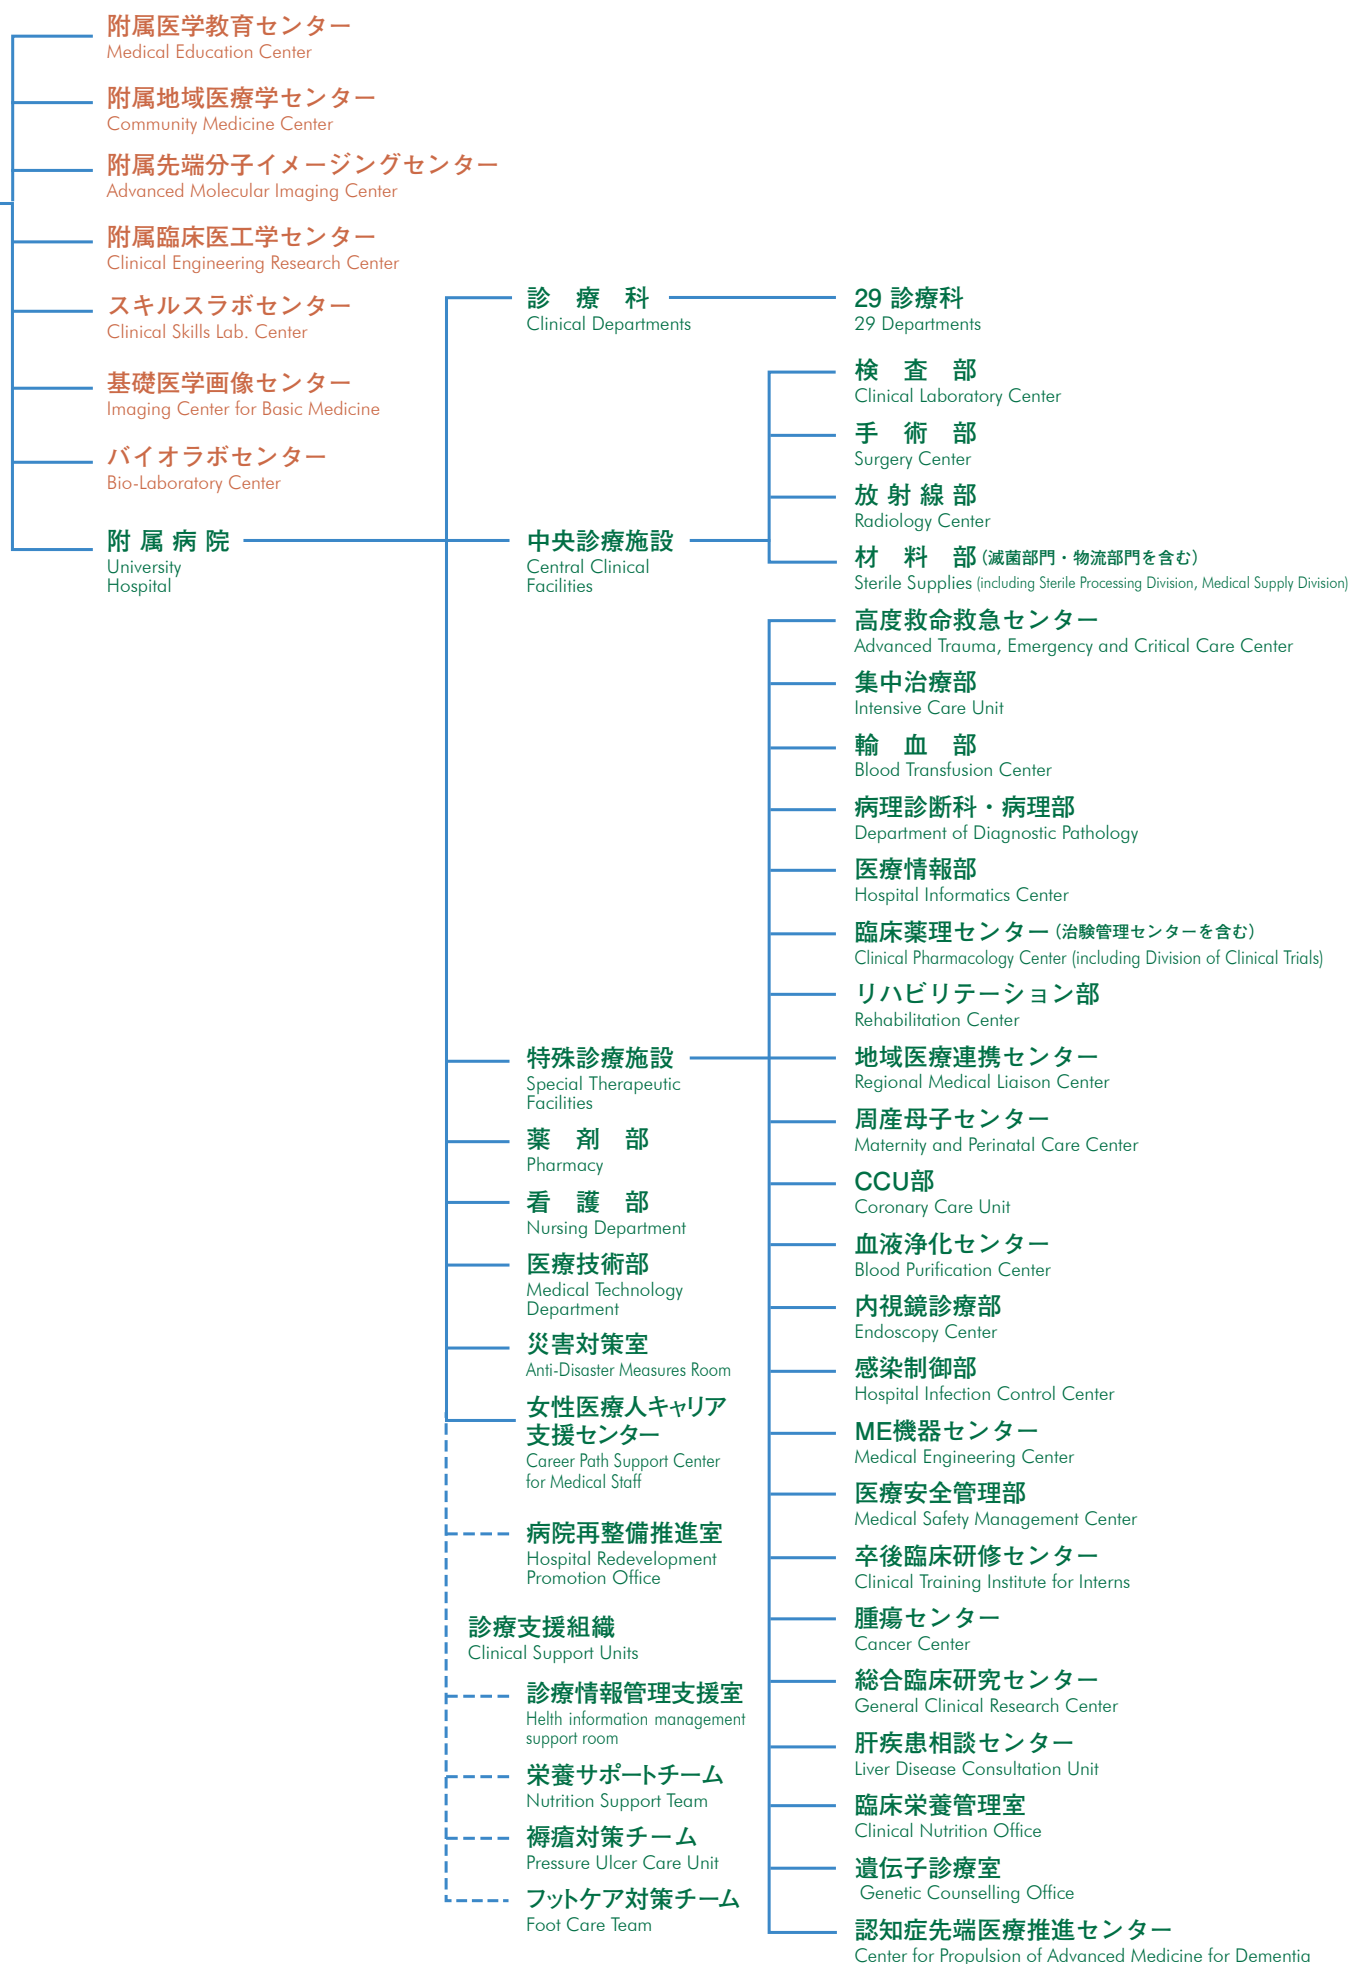 附属医学教育センター
Medical Education Center
附属地域医療学センター
Community Medicine Center
附属先端分子イメージングセンター
Advanced Molecular Imaging Center
附属臨床医工学センター
Clinical Engineering Research Center
スキルスラボセンター
Clinical Skills Lab. Center
基礎医学画像センター
Imaging Center for Basic Medicine
バイオラボセンター
Bio-Laboratory Center
附 属 病 院
University
Hospital
診 療 科
Clinical Departments
29 診療科
29 Departments
中央診療施設
Central Clinical
Facilities
検 査 部
Clinical Laboratory Center
手 術 部
Surgery Center
放 射 線 部
Radiology Center
材 料 部(滅菌部門・物流部門を含む)
Sterile Supplies (including Sterile Processing Division, Medical Supply Division)
特殊診療施設
Special Therapeutic
Facilities
高度救命救急センター
Advanced Trauma, Emergency and Critical Care Center
集中治療部
Intensive Care Unit
輸 血 部
Blood Transfusion Center
病理診断科・病理部
Department of Diagnostic Pathology
医療情報部
Hospital Informatics Center
臨床薬理センター(治験管理センターを含む)
Clinical Pharmacology Center (including Division of Clinical Trials)
リハビリテーション部
Rehabilitation Center
地域医療連携センター
Regional Medical Liaison Center
周産母子センター
Maternity and Perinatal Care Center
CCU部
Coronary Care Unit
血液浄化センター
Blood Purification Center
内視鏡診療部
Endoscopy Center
感染制御部
Hospital Infection Control Center
ME機器センター
Medical Engineering Center
医療安全管理部
Medical Safety Management Center
卒後臨床研修センター
Clinical Training Institute for Interns
腫瘍センター
Cancer Center
総合臨床研究センター
General Clinical Research Center
肝疾患相談センター
Liver Disease Consultation Unit
臨床栄養管理室
Clinical Nutrition Office
遺伝子診療室
Genetic Counselling Office
認知症先端医療推進センター
Center for Propulsion of Advanced Medicine for Dementia
薬 剤 部
Pharmacy
看 護 部
Nursing Department
医療技術部
Medical Technology
Department
災害対策室
Anti-Disaster Measures Room
女性医療人キャリア
支援センター
Career Path Support Center
for Medical Staff
病院再整備推進室
Hospital Redevelopment
Promotion Office
診療支援組織
Clinical Support Units
診療情報管理支援室
Helth information management
support room
栄養サポートチーム
Nutrition Support Team
褥瘡対策チーム
Pressure Ulcer Care Unit
フットケア対策チーム
Foot Care Team